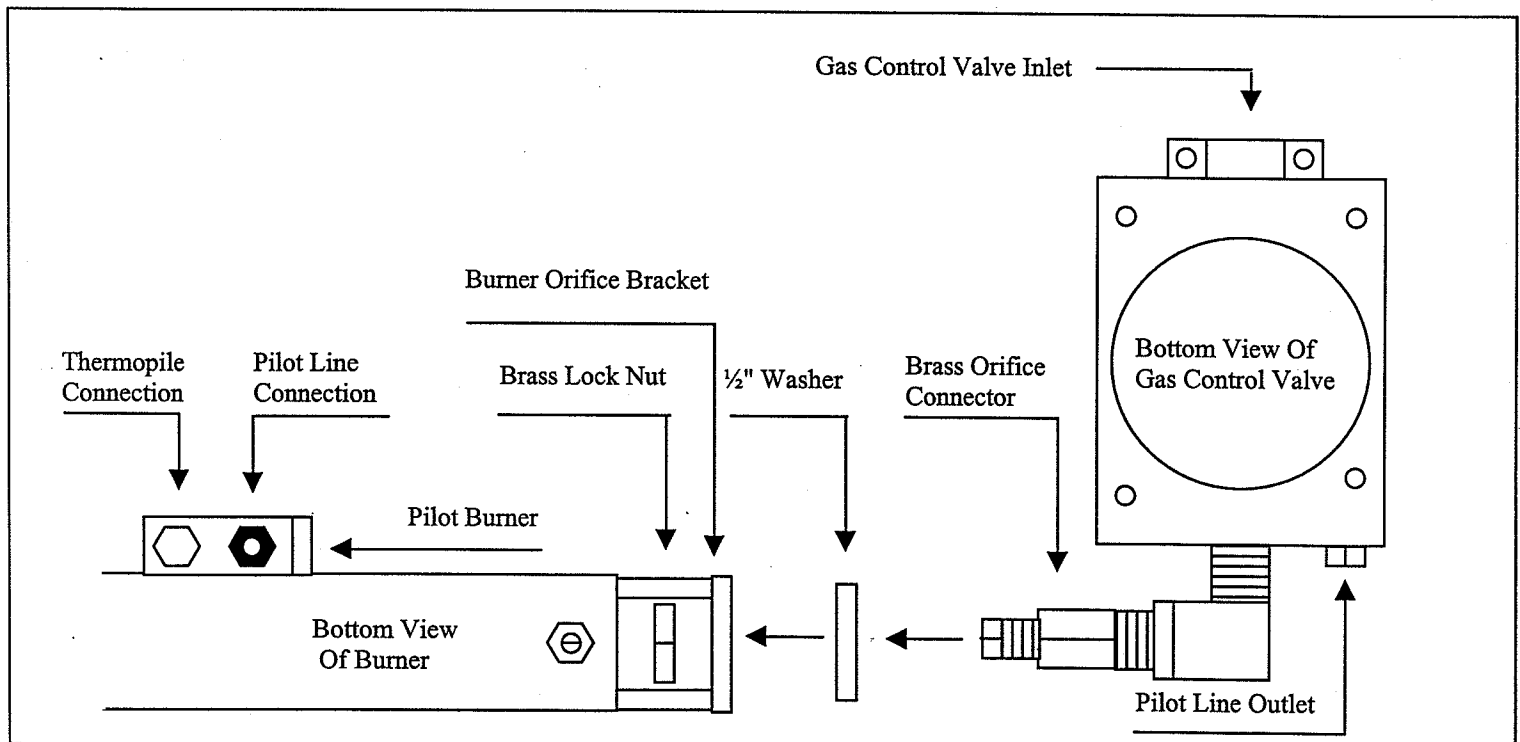 Gas Control Valve Inlet
Burner Orifice Bracket
Thermopile
Connection
Pilot Line
Connection
Brass Lock Nut
½" Washer
Brass Orifice
Connector
Bottom View Of
Gas Control Valve
Pilot Burner
Bottom View
Of Burner
Pilot Line Outlet